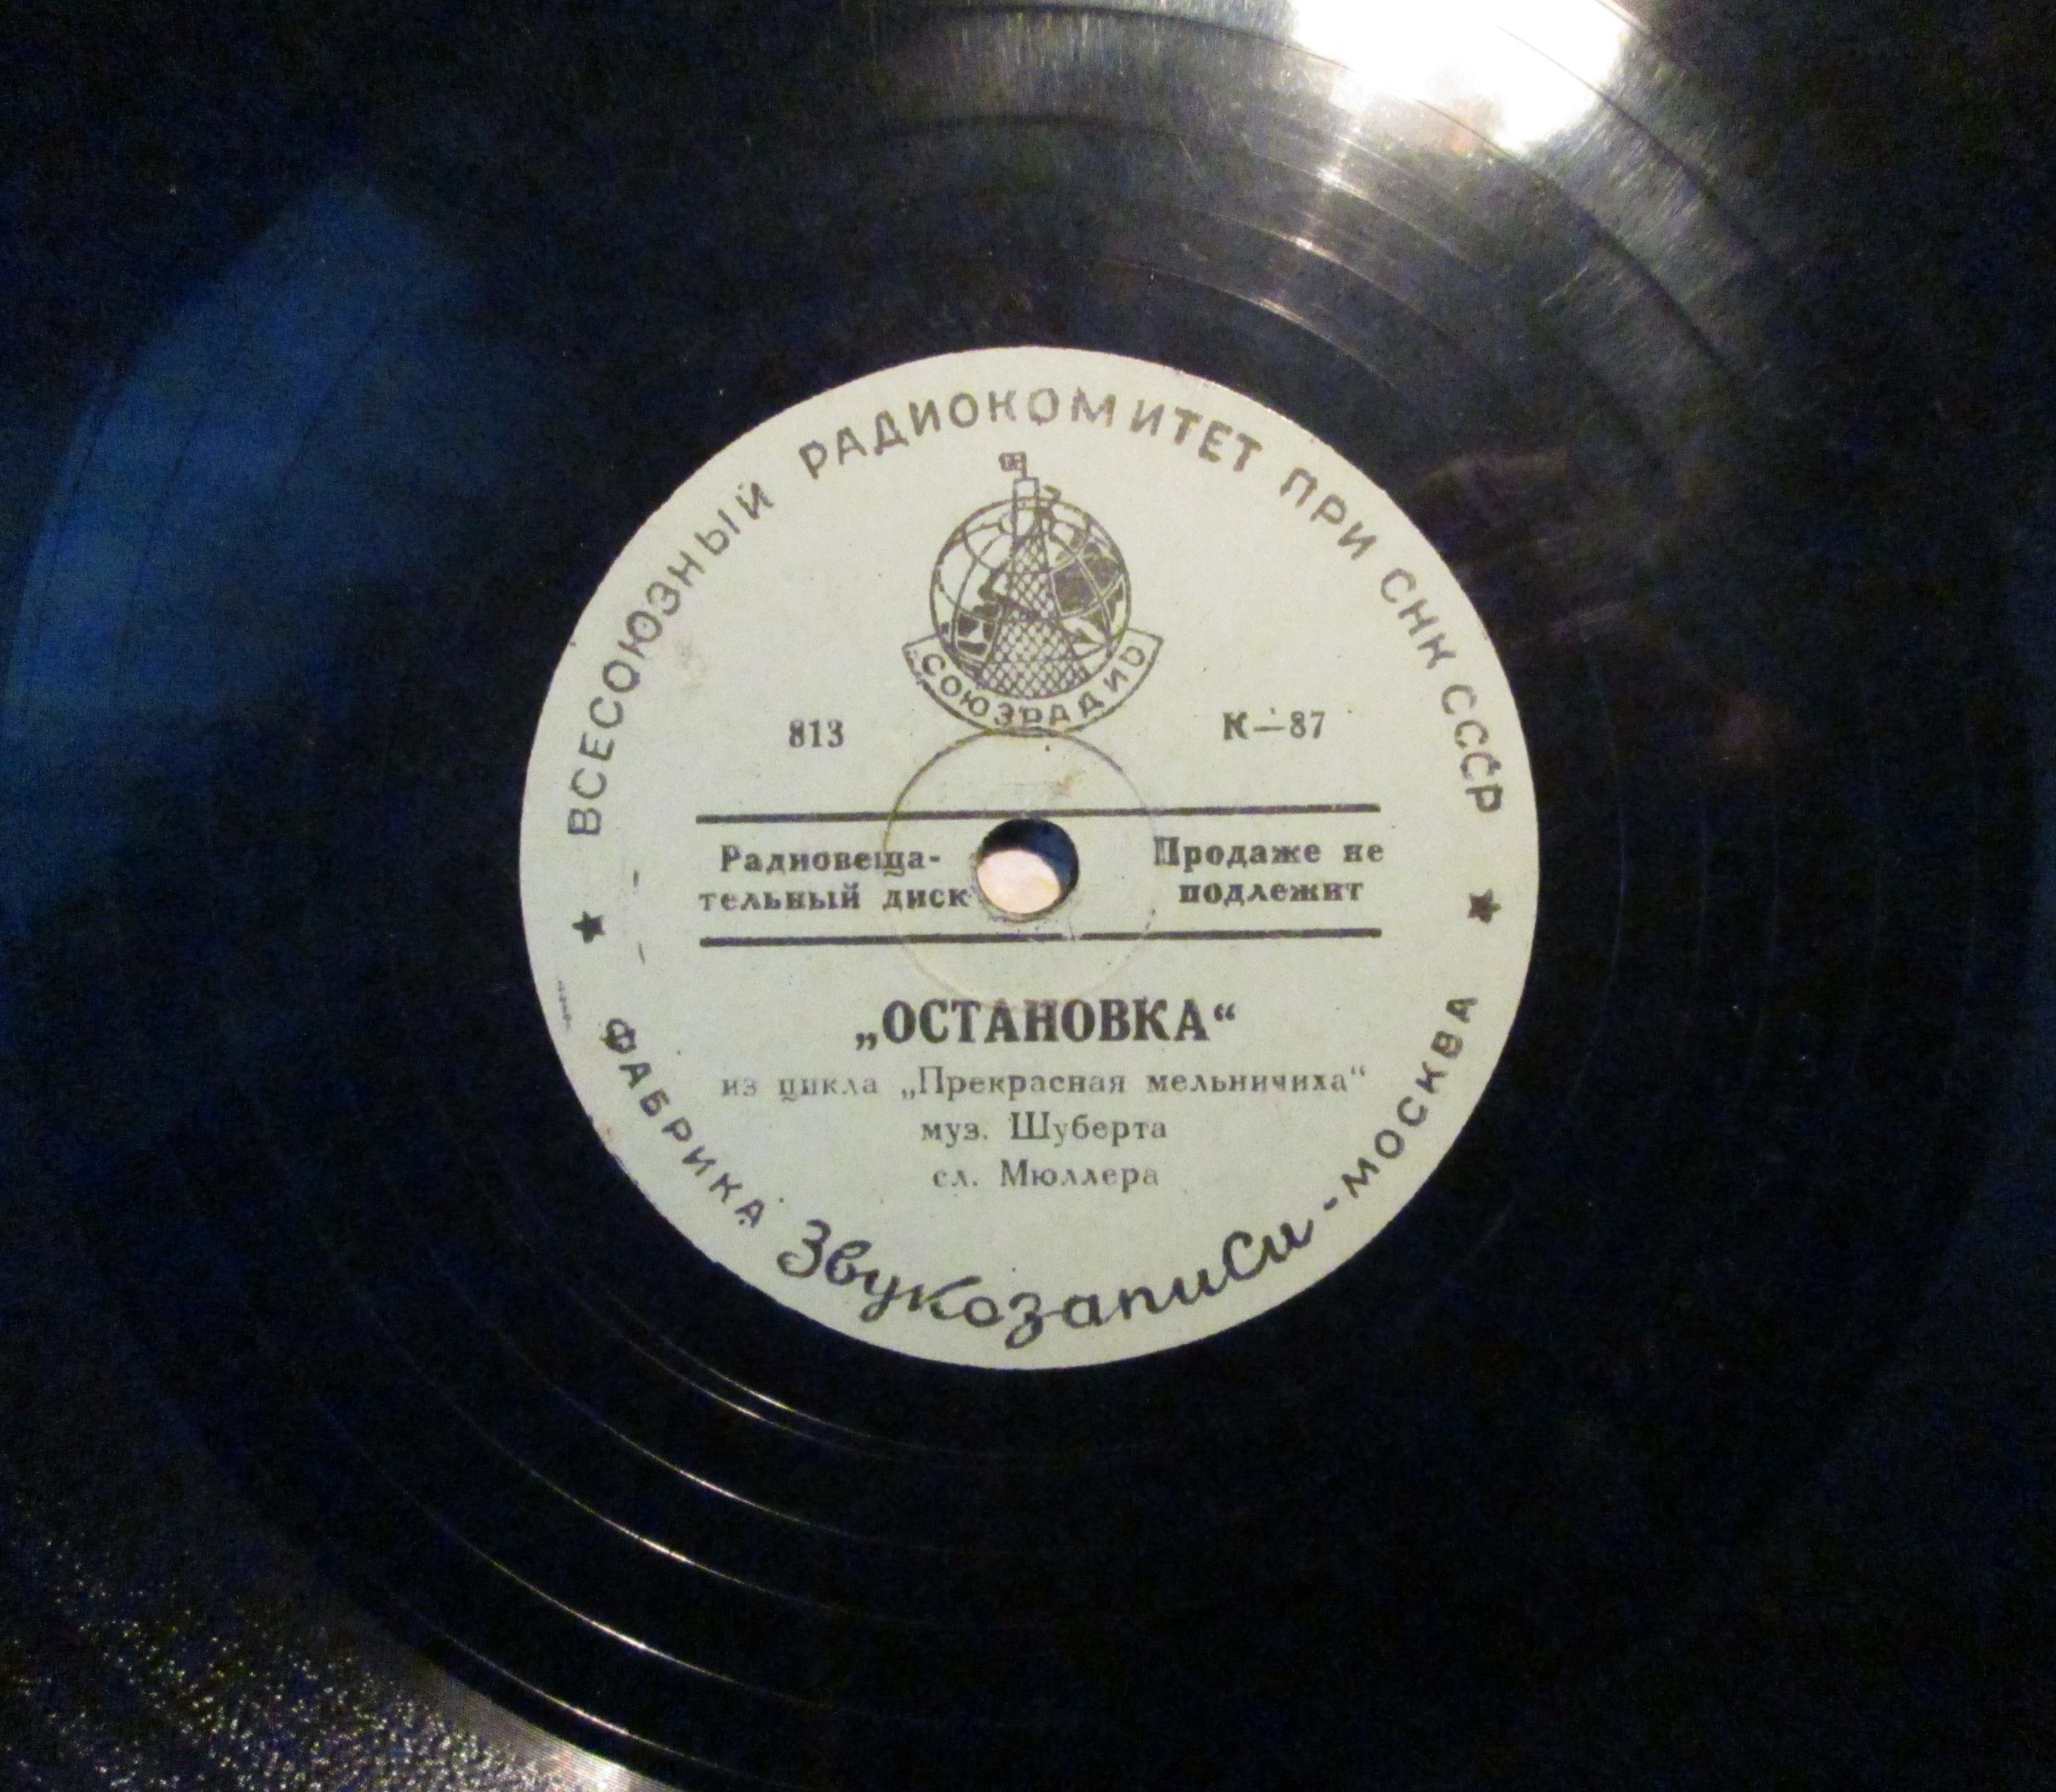 ВСЕСОЮЗНЫЙ РАДИОКОМИТЕТ ПРИ СНК СССР
СОЮЗРАДИО
813 К—87
Радиовеща-
тельный диск
Продаже не
подлежит
„ОСТАНОВКА“
из цикла „Прекрасная мельничиха“
муз. Шуберта
сл. Мюллера
ФАБРИКА Звукозаписи - МОСКВА